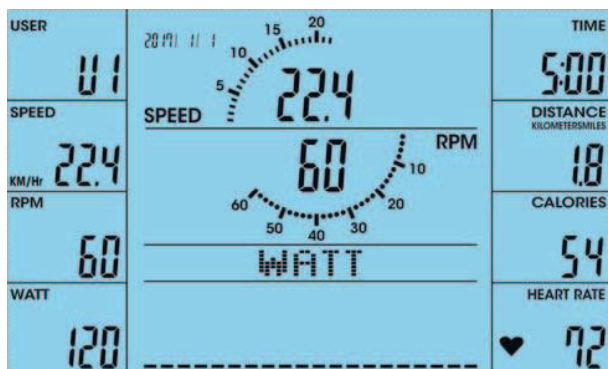 USER
U1
SPEED
KM/Hr 22.4
RPM
60
WATT
120
2017 1/ 1
5 10 15 20
SPEED 22.4
RPM
60
10 20 30 40 50 60
WATT
TIME
5:00
DISTANCE
KILOMETERSMILES
1.8
CALORIES
54
HEART RATE
72